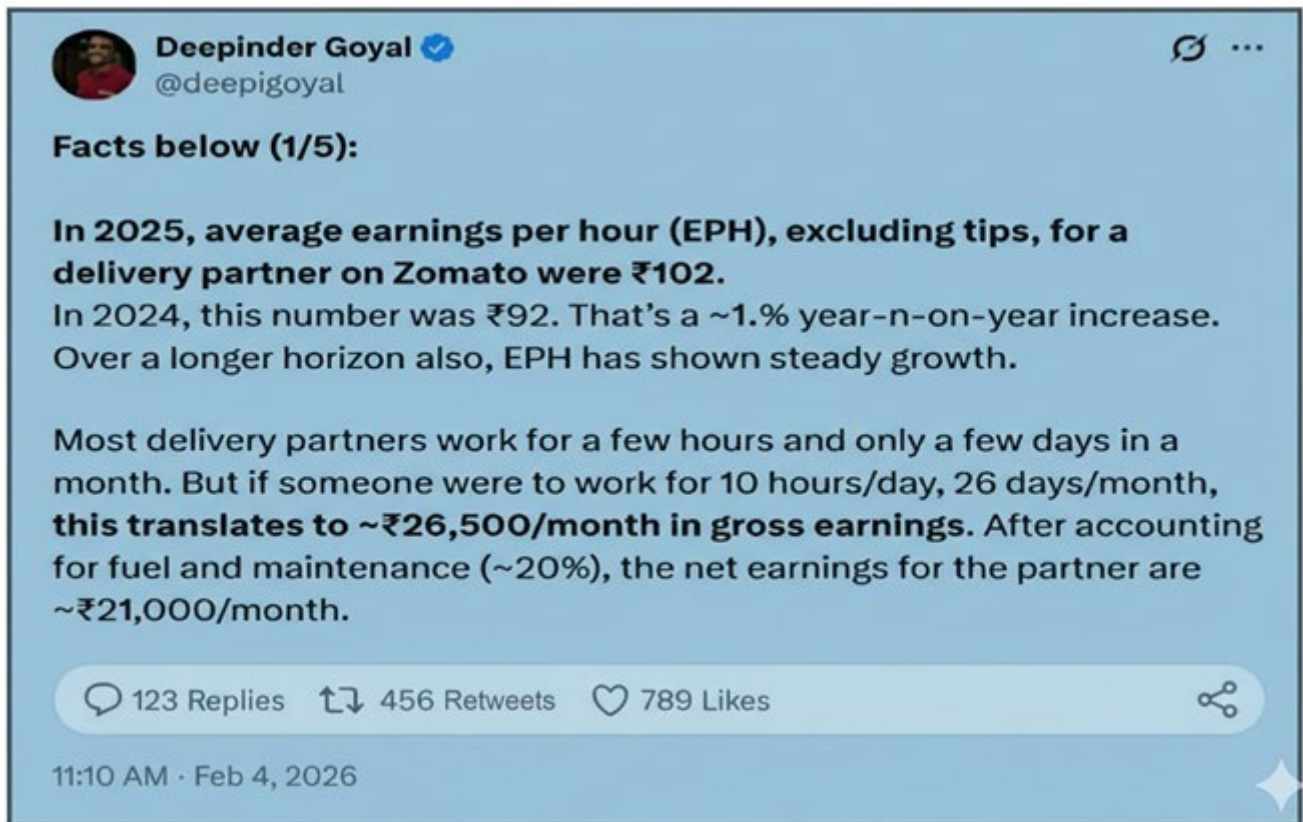 Deepinder Goyal
@deepigoyal
Facts below (1/5):
In 2025, average earnings per hour (EPH), excluding tips, for a
delivery partner on Zomato were ₹102.
In 2024, this number was ₹92. That’s a ~1.% year-n-on-year increase.
Over a longer horizon also, EPH has shown steady growth.
Most delivery partners work for a few hours and only a few days in a
month. But if someone were to work for 10 hours/day, 26 days/month,
this translates to ~₹26,500/month in gross earnings. After accounting
for fuel and maintenance (~20%), the net earnings for the partner are
~₹21,000/month.
123 Replies 456 Retweets 789 Likes
11:10 AM · Feb 4, 2026